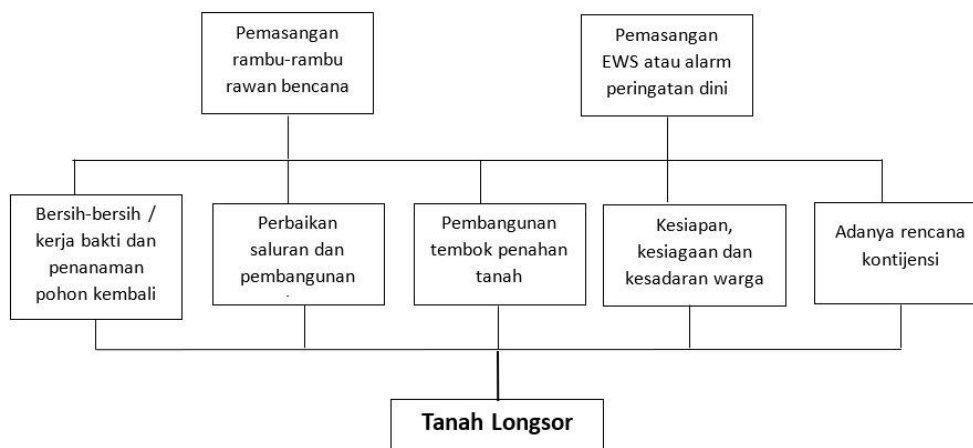 Pemasangan
rambu-rambu
rawan bencana
Pemasangan
EWS atau alarm
peringatan dini
Bersih-bersih /
kerja bakti dan
penanaman
pohon kembali
Perbaikan
saluran dan
pembangunan
Pembangunan
tembok penahan
tanah
Kesiapan,
kesiagaan dan
kesadaran warga
Adanya rencana
kontijensi
Tanah Longsor